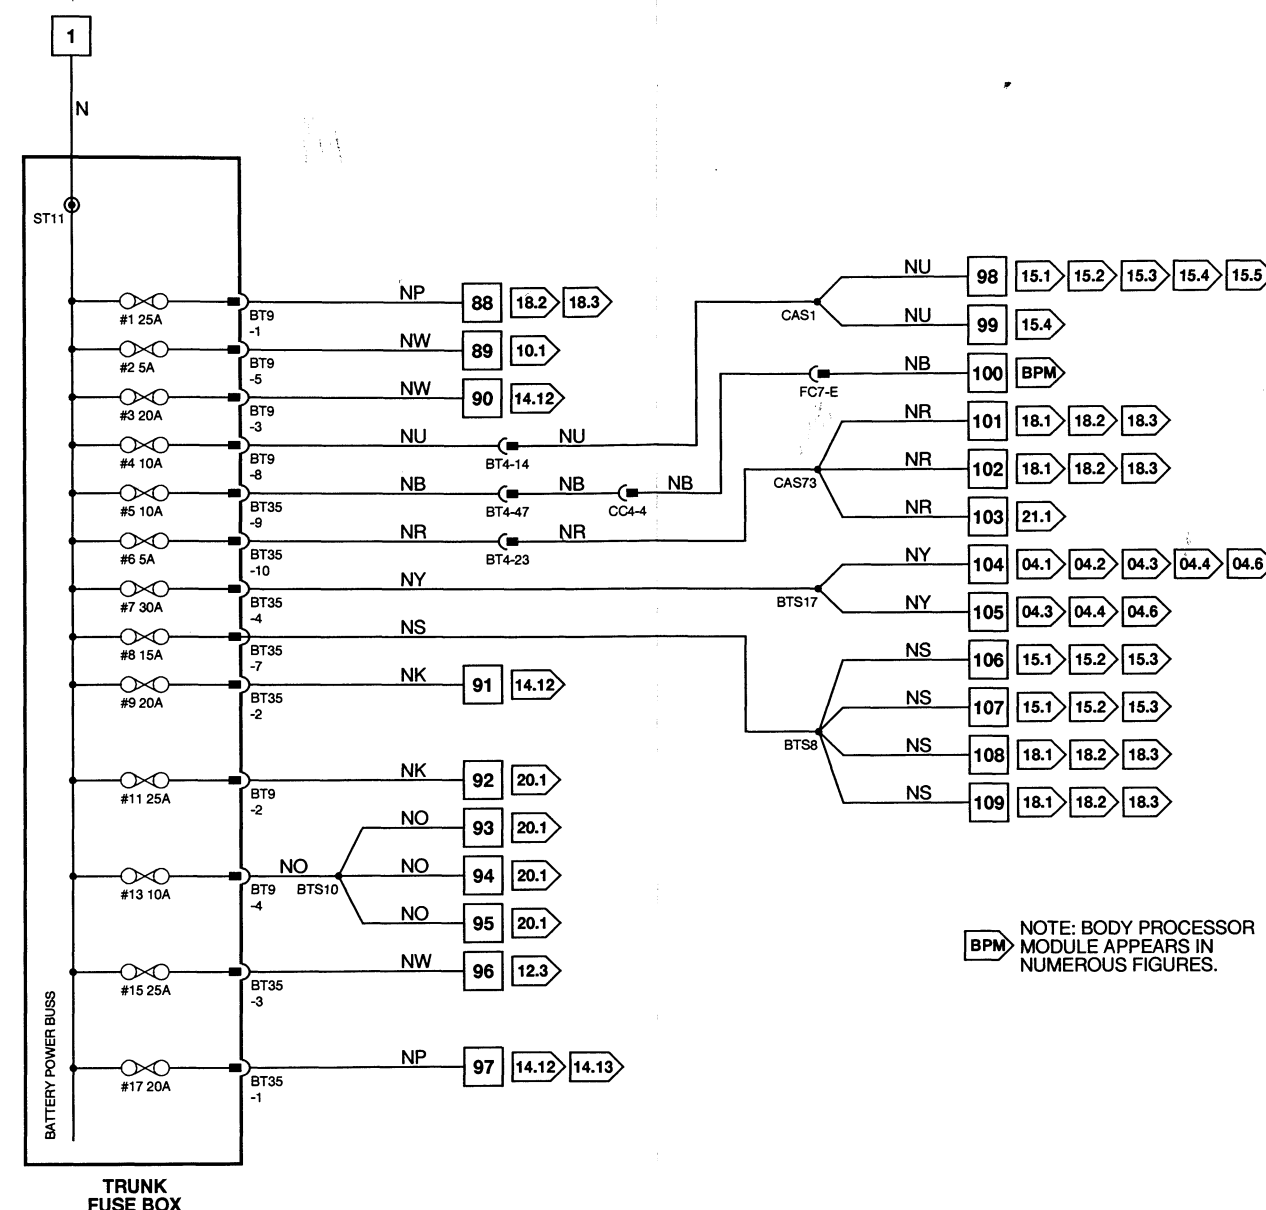 1
N
ST11
#1 25A BT9 -1 NP 88 18.2 18.3
#2 5A BT9 -5 NW 89 10.1
#3 20A BT9 -3 NW 90 14.12
#4 10A BT9 -8 NU BT4-14 NU CAS1
NU 98 15.1 15.2 15.3 15.4 15.5
NU 99 15.4
#5 10A BT35 -9 NB BT4-47 NB CC4-4 NB FC7-E NB 100 BPM
#6 5A BT35 -10 NR BT4-23 NR CAS73
NR 101 18.1 18.2 18.3
NR 102 18.1 18.2 18.3
NR 103 21.1
#7 30A BT35 -4 NY BTS17
NY 104 04.1 04.2 04.3 04.4 04.6
NY 105 04.3 04.4 04.6
#8 15A BT35 -7 NS BTS8
NS 106 15.1 15.2 15.3
NS 107 15.1 15.2 15.3
NS 108 18.1 18.2 18.3
NS 109 18.1 18.2 18.3
#9 20A BT35 -2 NK 91 14.12
#11 25A BT9 -2 NK 92 20.1
#13 10A BT9 -4 NO BTS10
NO 93 20.1
NO 94 20.1
NO 95 20.1
#15 25A BT35 -3 NW 96 12.3
#17 20A BT35 -1 NP 97 14.12 14.13
BATTERY POWER BUSS
BPM NOTE: BODY PROCESSOR
MODULE APPEARS IN
NUMEROUS FIGURES.
TRUNK
FUSE BOX